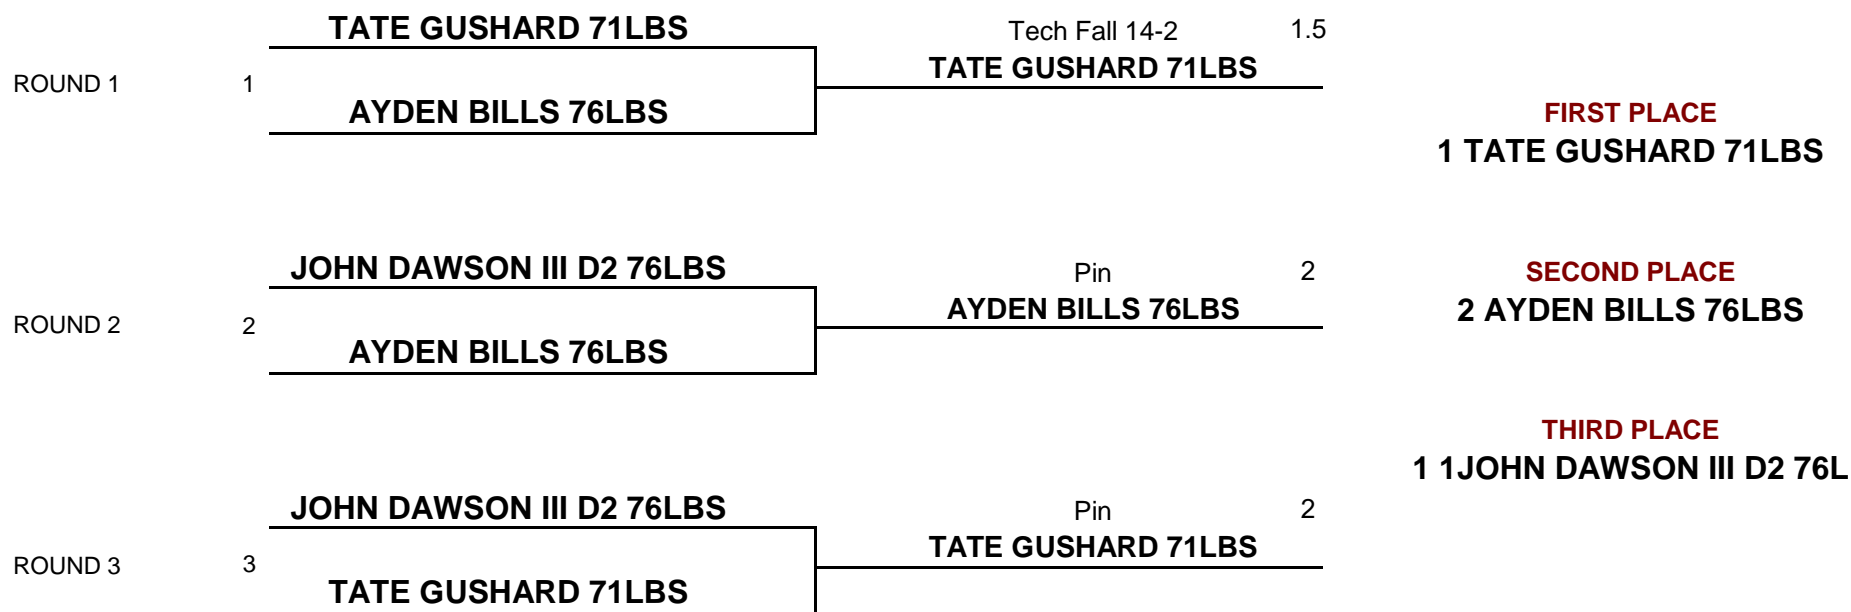 TATE GUSHARD 71LBS
Tech Fall 14-2 1.5
TATE GUSHARD 71LBS
ROUND 1 1
AYDEN BILLS 76LBS
FIRST PLACE
1 TATE GUSHARD 71LBS
JOHN DAWSON III D2 76LBS
Pin 2
SECOND PLACE
AYDEN BILLS 76LBS
2 AYDEN BILLS 76LBS
ROUND 2 2
AYDEN BILLS 76LBS
THIRD PLACE
1 1JOHN DAWSON III D2 76L
JOHN DAWSON III D2 76LBS
Pin 2
TATE GUSHARD 71LBS
ROUND 3 3
TATE GUSHARD 71LBS